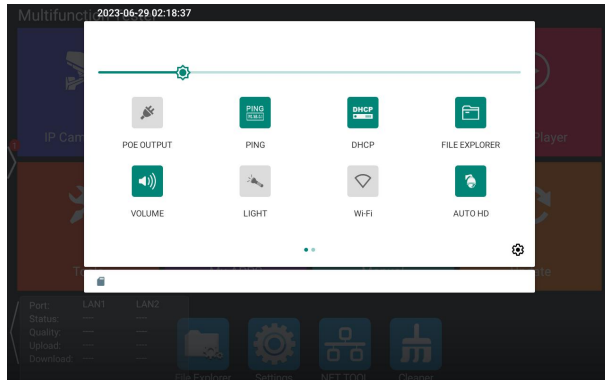 Multifunction Tester
2023-06-29 02:18:37
IP Cam
Player
PING
DHCP
POE OUTPUT
PING
DHCP
FILE EXPLORER
VOLUME
LIGHT
Wi-Fi
AUTO HD
Port: LAN1 LAN2
Status: --- ---
Quality: --- ---
Upload: --- ---
Download: --- ---
File Explorer
Settings
NET TOOL
Cleaner